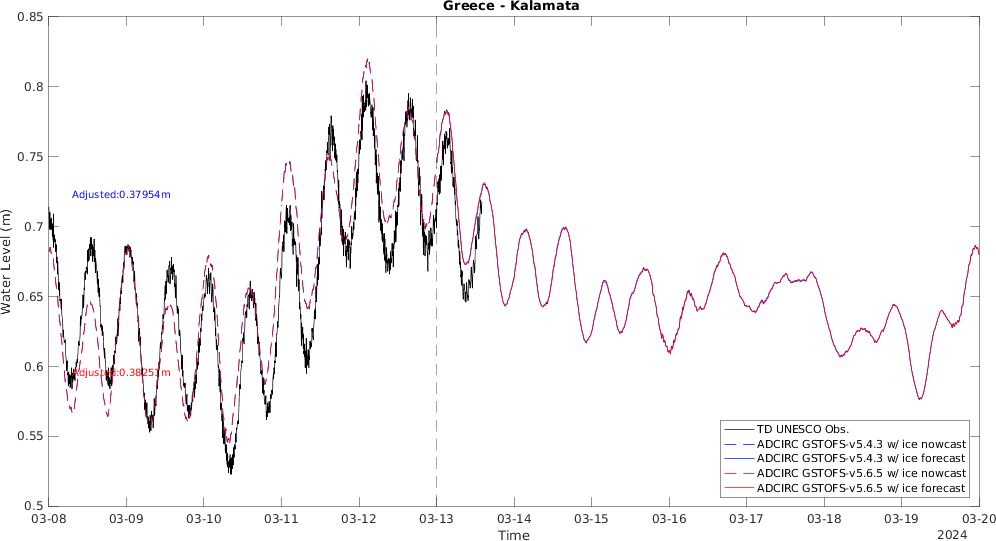 Greece - Kalamata
0.85
0.8
0.75
0.7
0.65
0.6
0.55
0.5
Water Level (m)
Adjusted:0.37954m
Adjusted:0.38251m
TD UNESCO Obs.
ADCIRC GSTOFS-v5.4.3 w/ ice nowcast
ADCIRC GSTOFS-v5.4.3 w/ ice forecast
ADCIRC GSTOFS-v5.6.5 w/ ice nowcast
ADCIRC GSTOFS-v5.6.5 w/ ice forecast
03-08 03-09 03-10 03-11 03-12 03-13 03-14 03-15 03-16 03-17 03-18 03-19 03-20
Time
2024